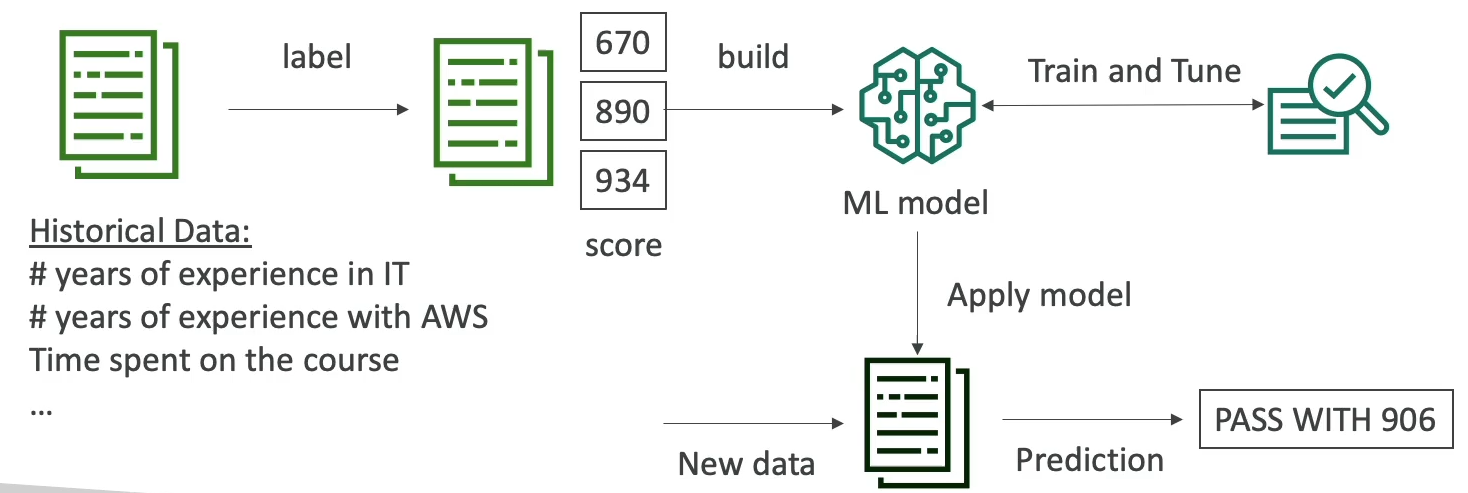 label
670
890
934
score
build
Train and Tune
ML model
Historical Data:
# years of experience in IT
# years of experience with AWS
Time spent on the course
...
Apply model
New data
Prediction
PASS WITH 906